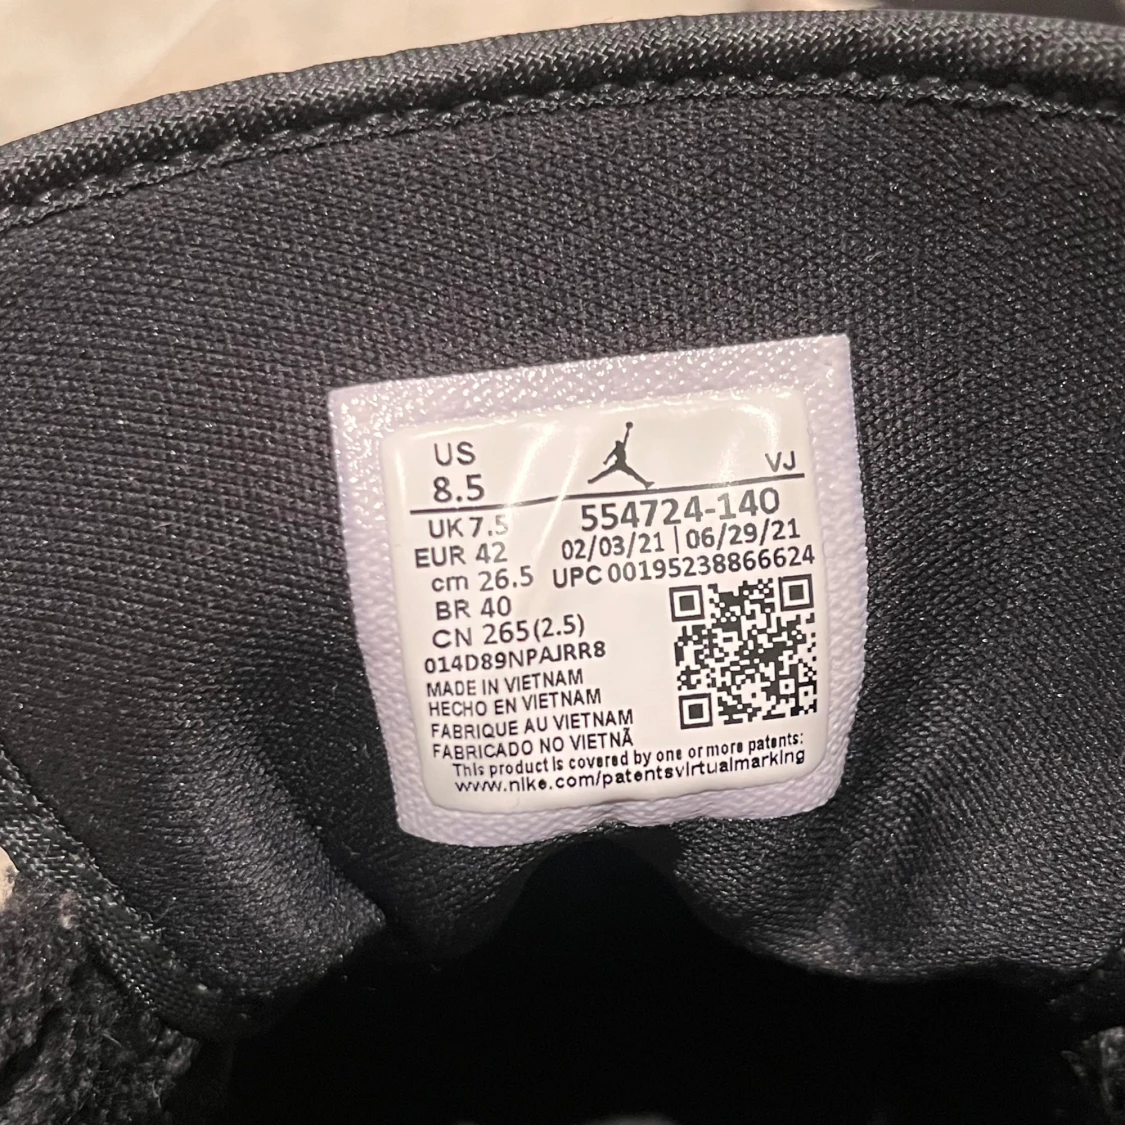 US
8.5
VJ
UK 7.5
554724-140
EUR 42
02/03/21 | 06/29/21
cm 26.5
UPC 00195238866624
BR 40
CN 265(2.5)
014D89NPAJRR8
MADE IN VIETNAM
HECHO EN VIETNAM
FABRIQUE AU VIETNAM
FABRICADO NO VIETNÃ
This product is covered by one or more patents:
www.nike.com/patentsvirtualmarking